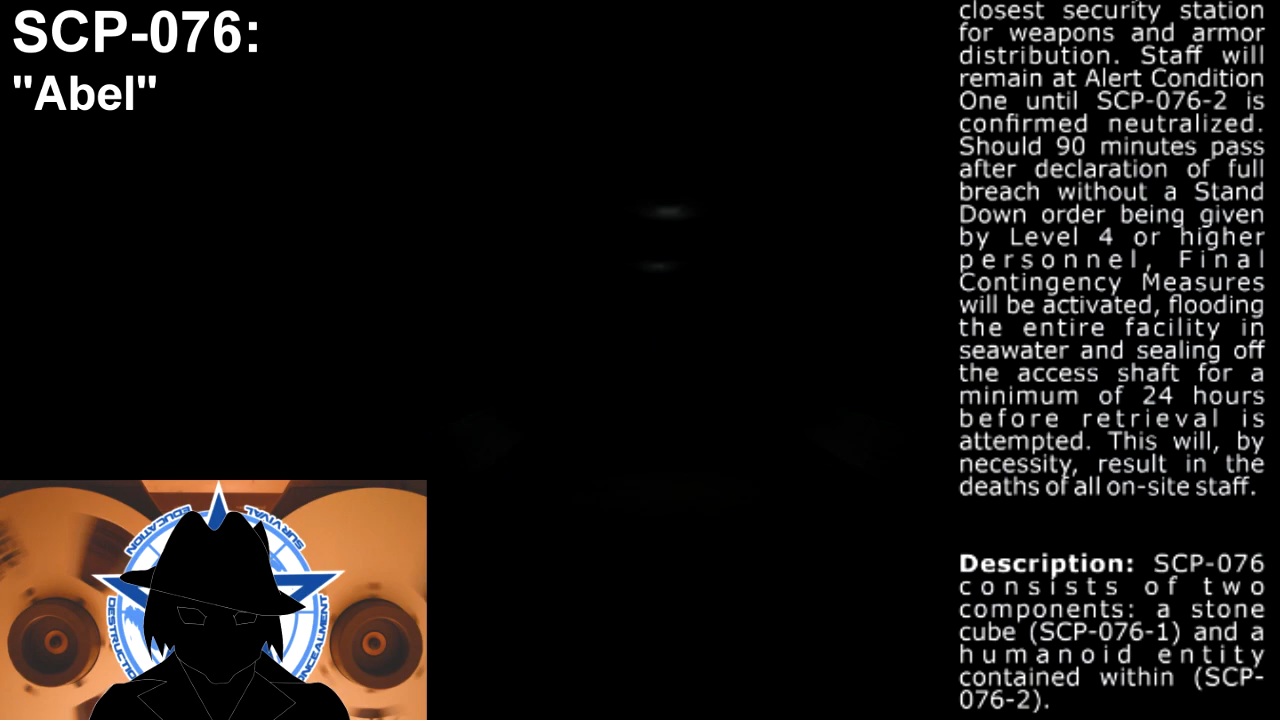 SCP-076:
"Abel"
closest security station
for weapons and armor
distribution. Staff will
remain at Alert Condition
One until SCP-076-2 is
confirmed neutralized.
Should 90 minutes pass
after declaration of full
breach without a Stand
Down order being given
by Level 4 or higher
personnel, Final
Contingency Measures
will be activated, flooding
the entire facility in
seawater and sealing off
the access shaft for a
minimum of 24 hours
before retrieval is
attempted. This will, by
necessity, result in the
deaths of all on-site staff.
Description: SCP-076
consists of two
components: a stone
cube (SCP-076-1) and a
humanoid entity
contained within (SCP-
076-2).
EDUCATION
SURVIVAL